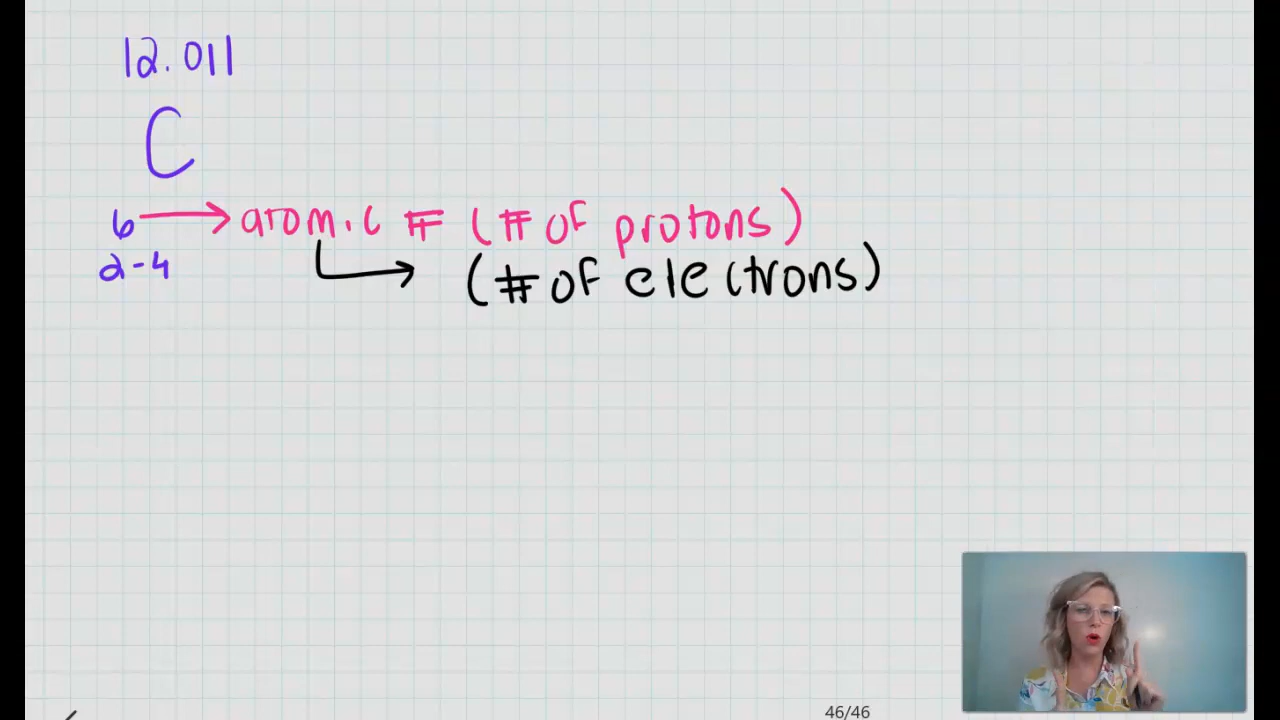 12.011
C
6 → atomic # (# of protons)
2-4
(# of electrons)
46/46